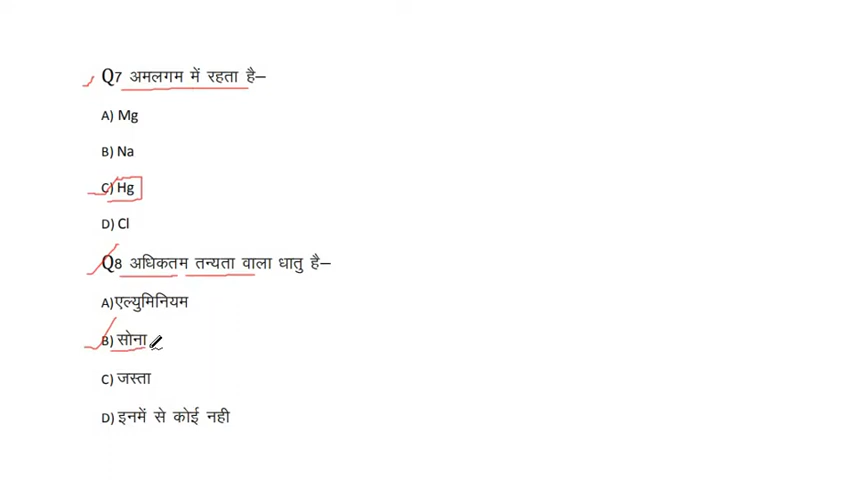 Q7 अमलगम में रहता है–
A) Mg
B) Na
C) Hg
D) Cl
Q8 अधिकतम तन्यता वाला धातु है–
A)एल्युमिनियम
B) सोना
C) जस्ता
D) इनमें से कोई नही